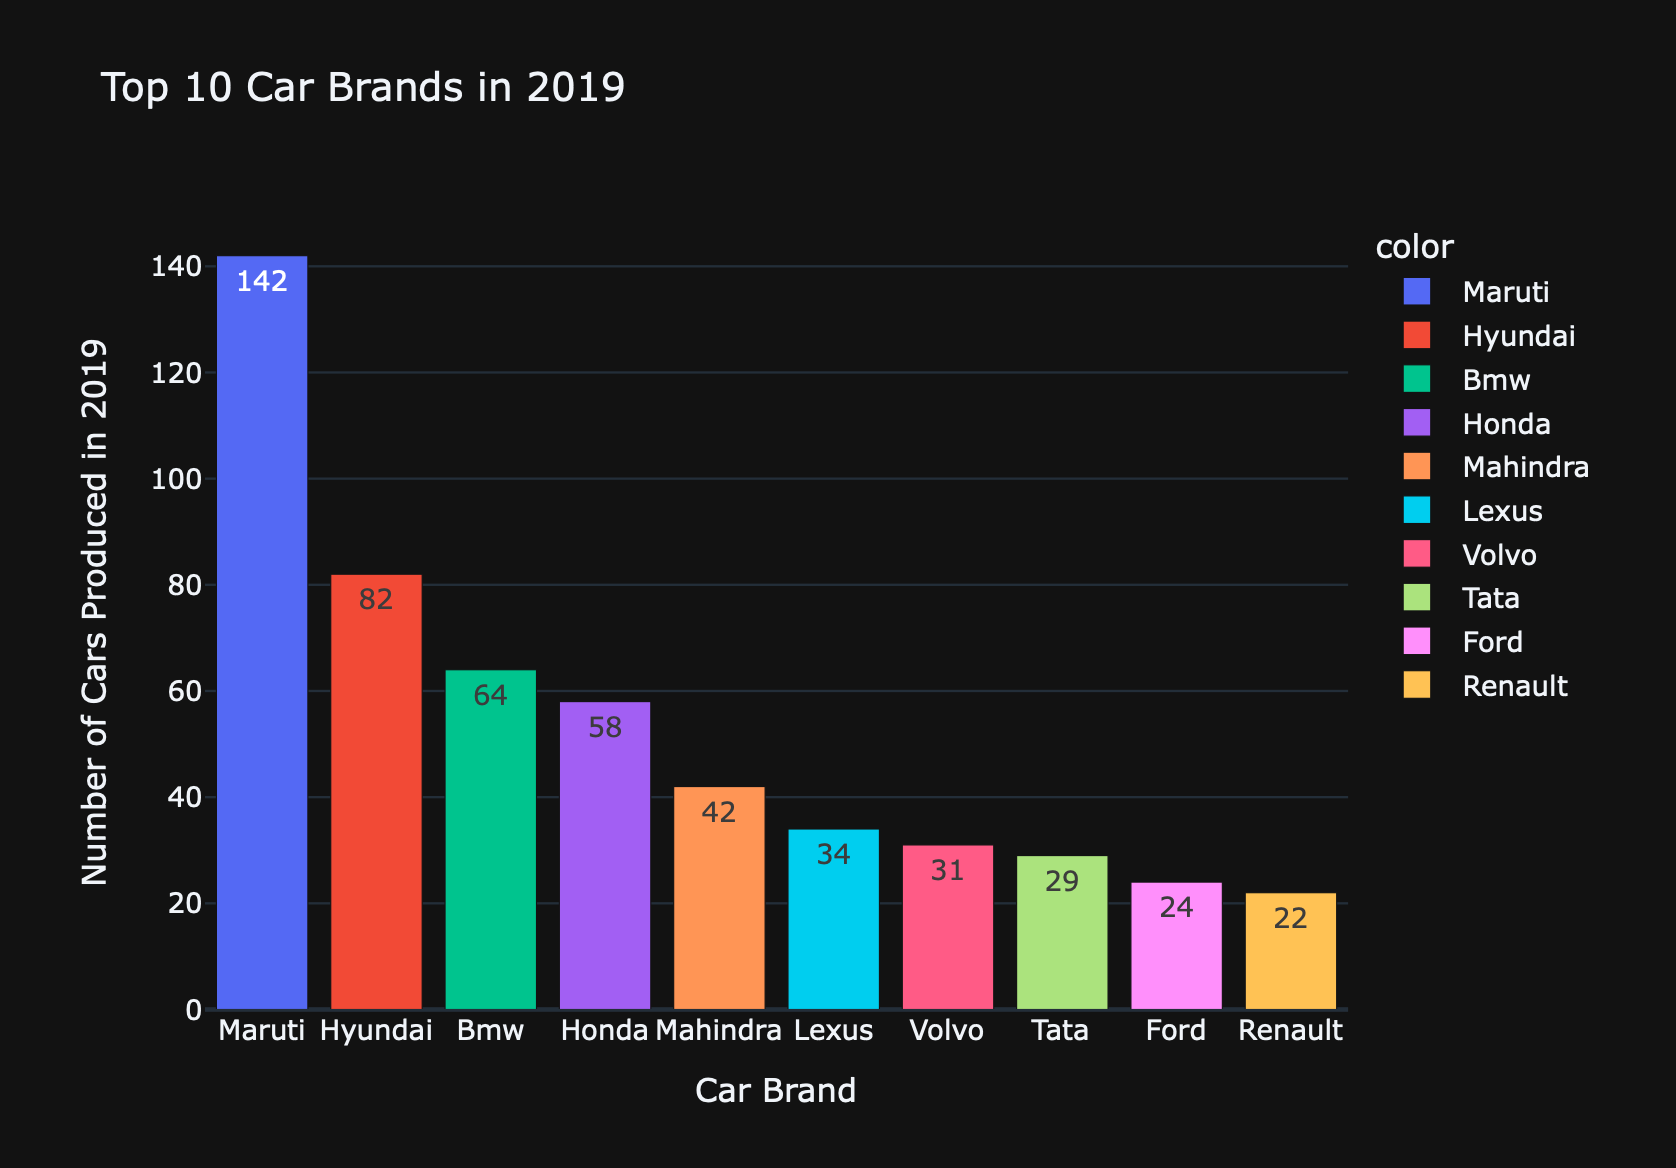 Top 10 Car Brands in 2019
Number of Cars Produced in 2019
140
120
100
80
60
40
20
0
142
82
64
58
42
34
31
29
24
22
Maruti Hyundai Bmw Honda Mahindra Lexus Volvo Tata Ford Renault
Car Brand
color
Maruti
Hyundai
Bmw
Honda
Mahindra
Lexus
Volvo
Tata
Ford
Renault